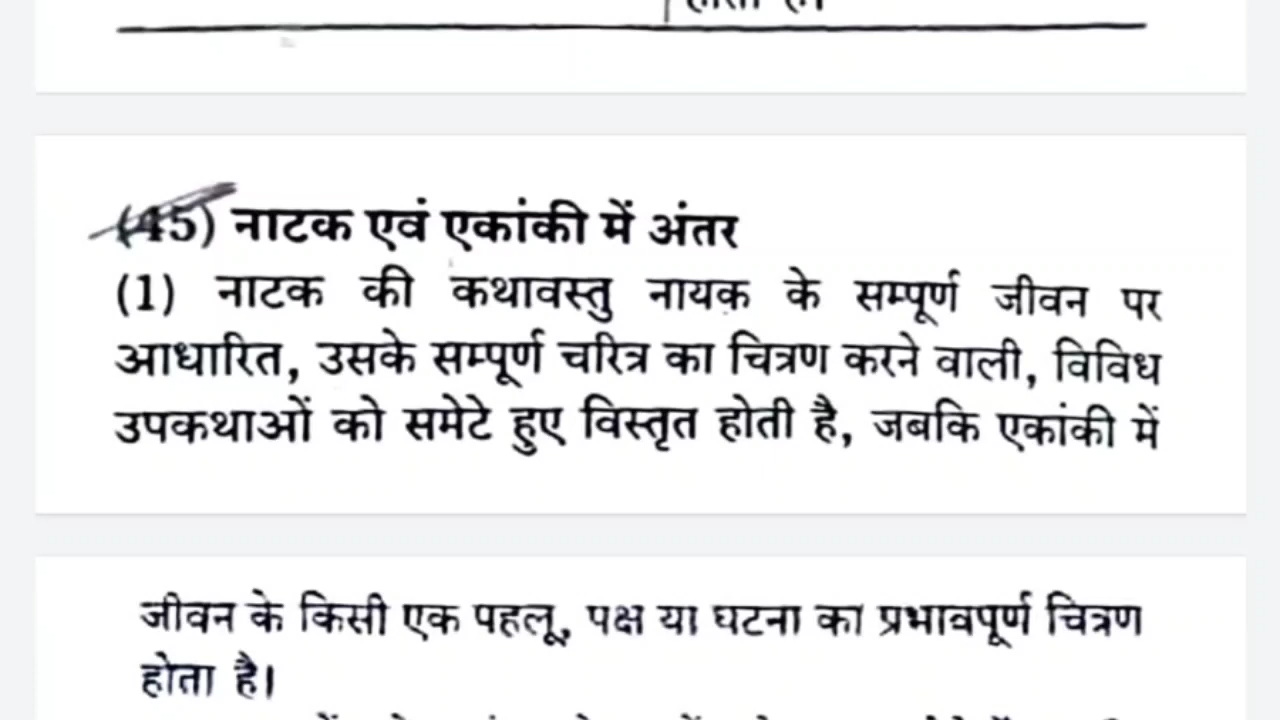 होता है।
(45) नाटक एवं एकांकी में अंतर
(1) नाटक की कथावस्तु नायक के सम्पूर्ण जीवन पर
आधारित, उसके सम्पूर्ण चरित्र का चित्रण करने वाली, विविध
उपकथाओं को समेटे हुए विस्तृत होती है, जबकि एकांकी में
जीवन के किसी एक पहलू, पक्ष या घटना का प्रभावपूर्ण चित्रण
होता है।